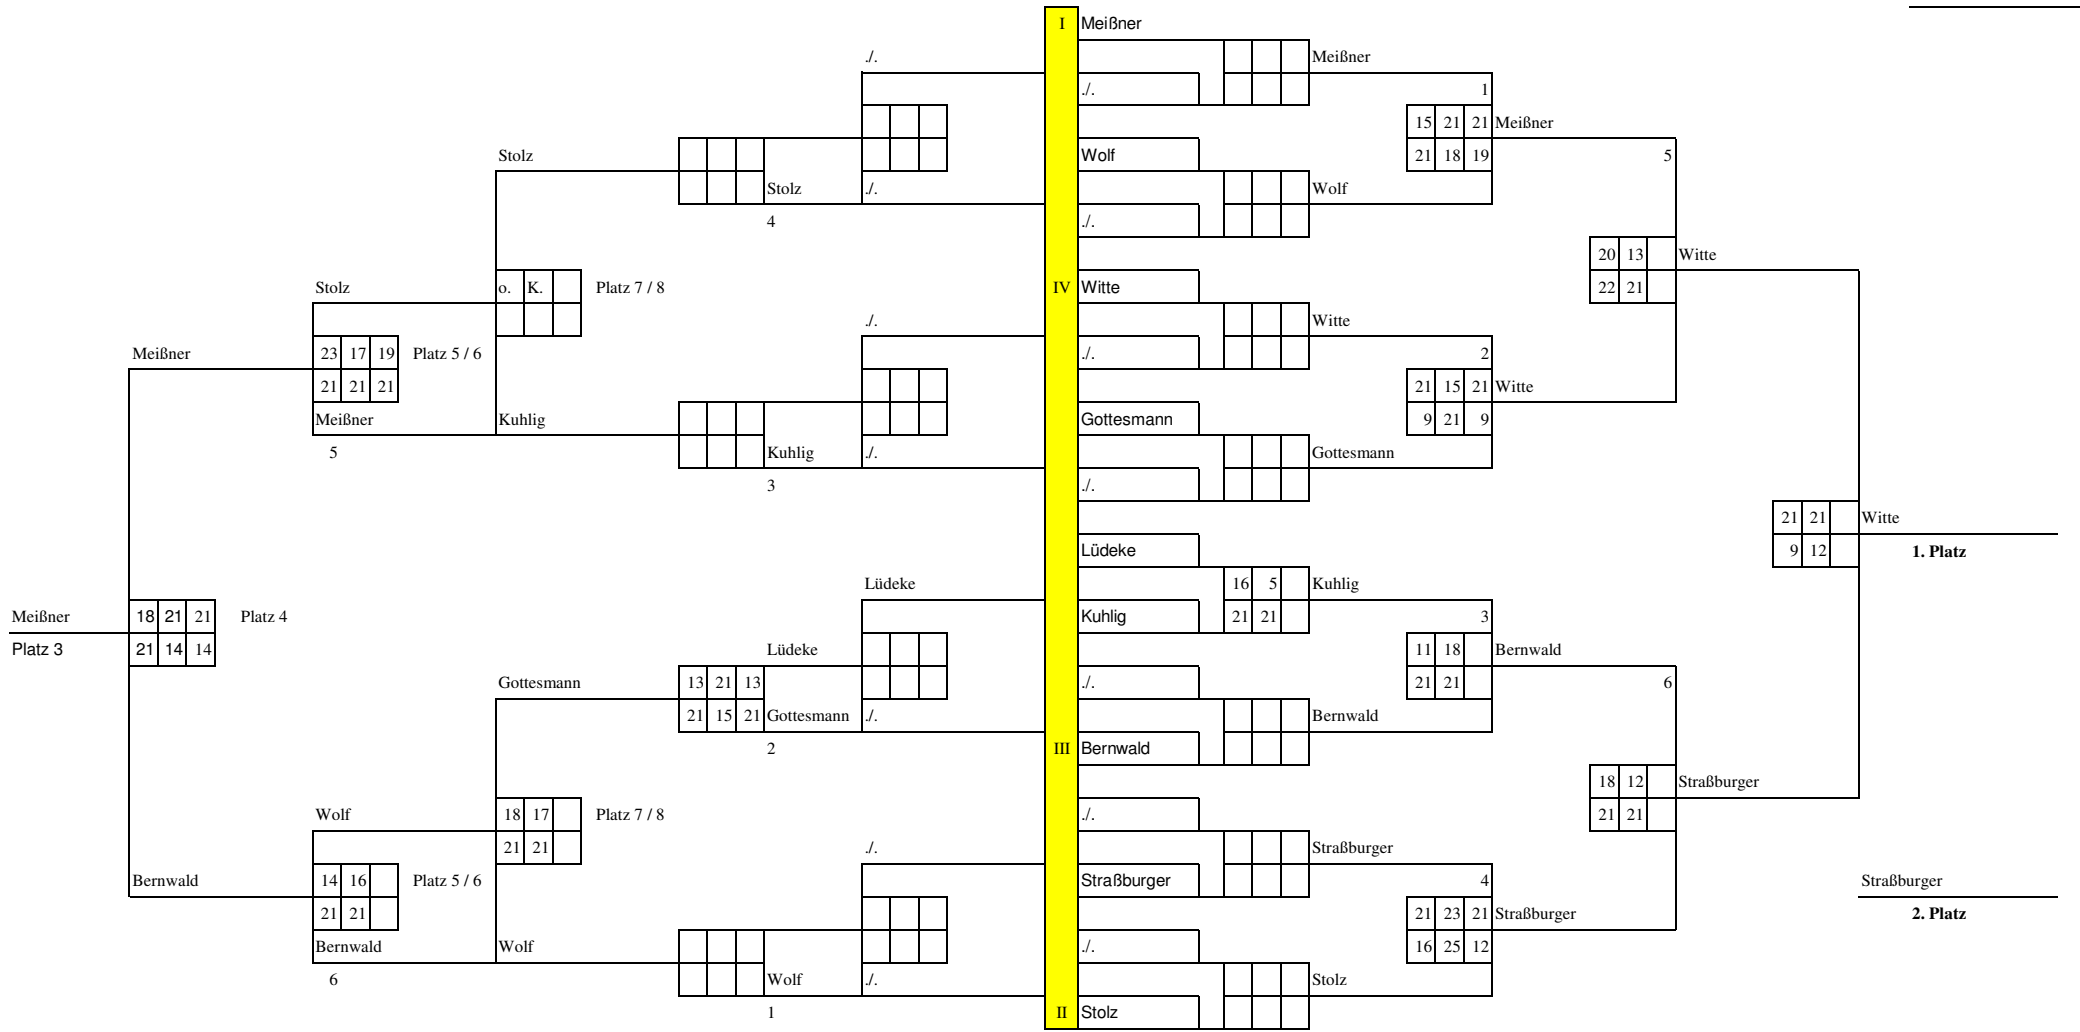 I Meißner
./. Meißner
./. 1
15 21 21 Meißner
Stolz Wolf 21 18 19 5
Stolz ./. Wolf
4 ./.
20 13 Witte
Stolz o. K. Platz 7 / 8 IV Witte 22 21
./. Witte
Meißner 23 17 19 Platz 5 / 6 ./. 2
21 21 21 21 15 21 Witte
Meißner Kuhlig Gottesmann 9 21 9
5 Kuhlig ./. Gottesmann
3 ./.
21 21 Witte
Lüdeke 9 12 1. Platz
Lüdeke 16 5 Kuhlig
Meißner 18 21 21 Platz 4 Kuhlig 21 21 3
Platz 3 21 14 14 Lüdeke 11 18 Bernwald
Gottesmann 13 21 13 ./. 21 21 6
21 15 21 Gottesmann ./. Bernwald
2 III Bernwald
18 12 Straßburger
Wolf 18 17 Platz 7 / 8 ./. 21 21
21 21 ./. Straßburger
Bernwald 14 16 Platz 5 / 6 Straßburger 4 Straßburger
21 21 21 23 21 Straßburger 2. Platz
Bernwald Wolf ./. 16 25 12
6 Wolf ./. Stolz
1 II Stolz